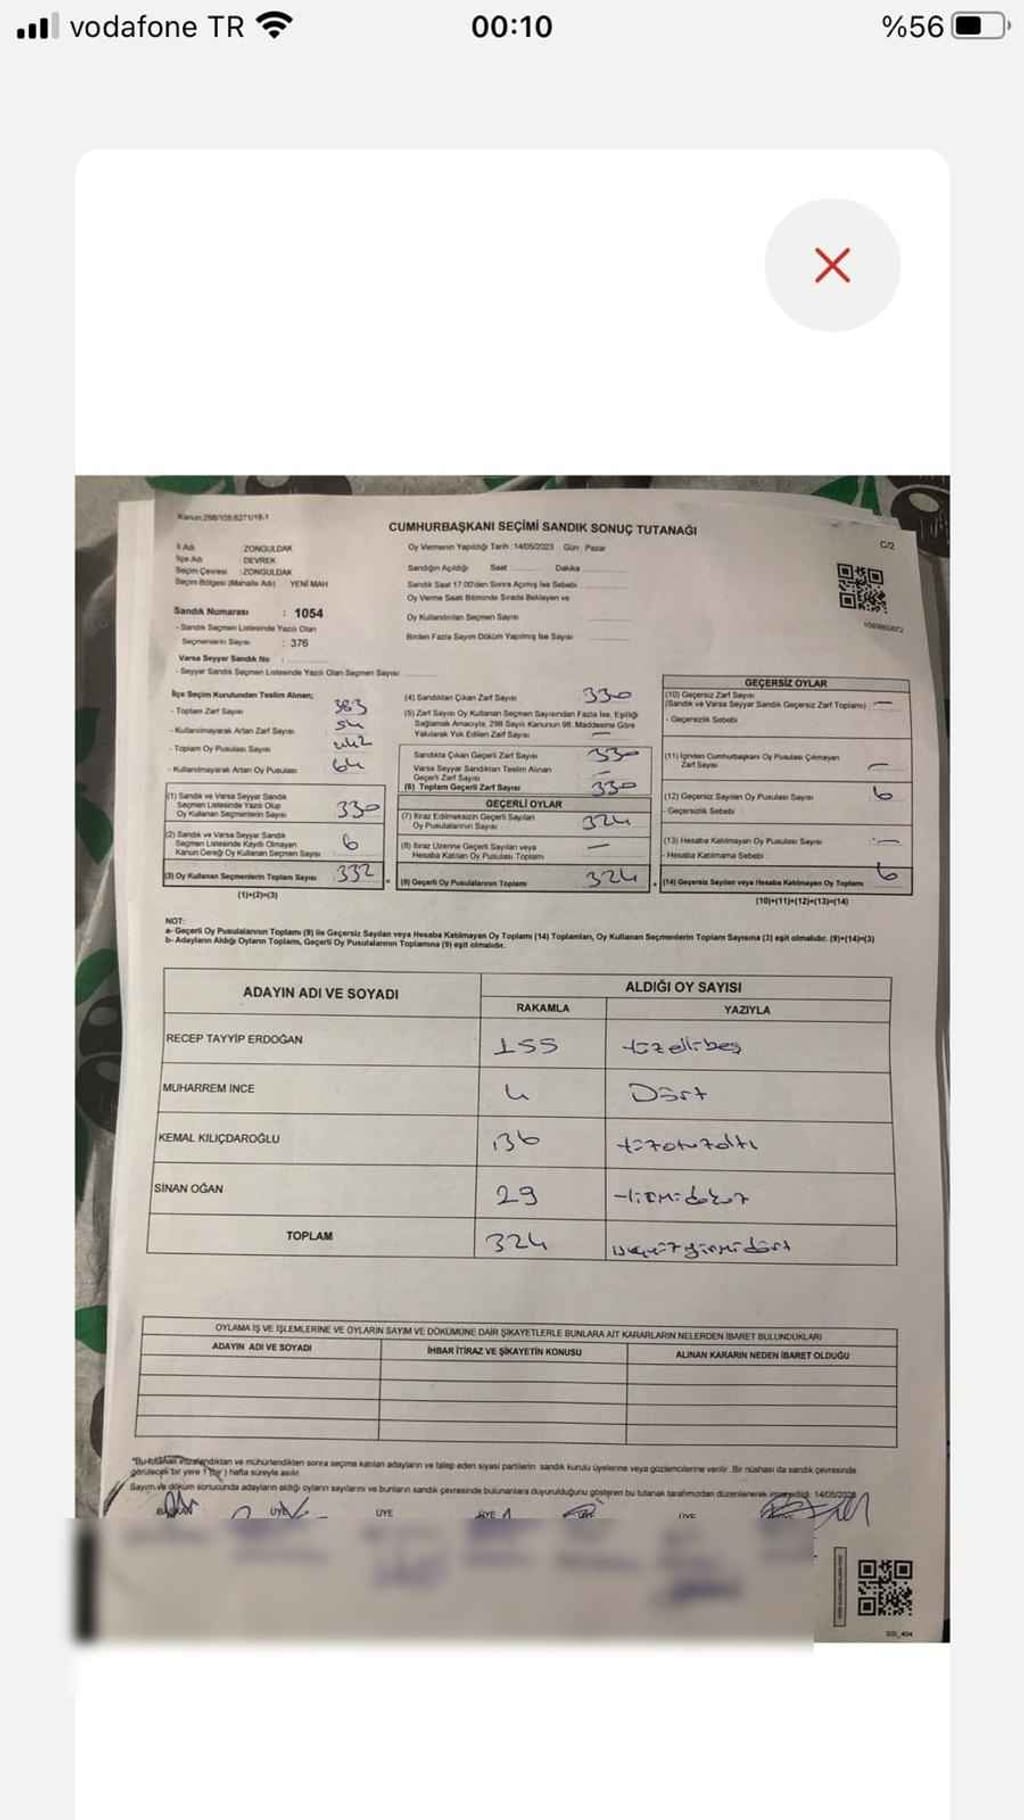 vodafone TR 00:10 %56
Kanun:298/105;6271/19.1
CUMHURBAŞKANI SEÇİMİ SANDIK SONUÇ TUTANAĞI
C/2
İl Adı ZONGULDAK
İlçe Adı DEVREK
Seçim Çevresi :ZONGULDAK
Seçim Bölgesi (Mahalle Adı) YENİ MAH
Sandık Numarası : 1054
- Sandık Seçmen Listesinde Yazılı Olan
Seçmenlerin Sayısı : 376
Varsa Seyyar Sandık No :
- Seyyar Sandık Seçmen Listesinde Yazılı Olan Seçmen Sayısı
Oy Vermenin Yapıldığı Tarih :14/05/2023 Gün Pazar
Sandığın Açıldığı Saat Dakika
Sandık Saat 17.00'den Sonra Açılmış İse Sebebi
Oy Verme Saati Bitiminde Sırada Bekleyen ve
Oy Kullandırılan Seçmen Sayısı
Birden Fazla Sayım Döküm Yapılmış İse Sayısı
İlçe Seçim Kurulundan Teslim Alınan;
- Toplam Zarf Sayısı 383
- Kullanılmayarak Artan Zarf Sayısı 54
- Toplam Oy Pusulası Sayısı 442
- Kullanılmayarak Artan Oy Pusulası 64
(1) Sandık ve Varsa Seyyar Sandık
Seçmen Listesinde Yazılı Olup
Oy Kullanan Seçmenlerin Sayısı 330
(2) Sandık ve Varsa Seyyar Sandık
Seçmen Listesinde Kayıtlı Olmayan
Kanun Gereği Oy Kullanan Seçmen Sayısı 6
(3) Oy Kullanan Seçmenlerin Toplam Sayısı 332
(1)+(2)=(3)
(4) Sandıktan Çıkan Zarf Sayısı 330
(5) Zarf Sayısı Oy Kullanan Seçmen Sayısından Fazla İse, Eşitliği
Sağlamak Amacıyla, 298 Sayılı Kanunun 98. Maddesine Göre
Yakılarak Yok Edilen Zarf Sayısı —
Sandıkta Çıkan Geçerli Zarf Sayısı 330
Varsa Seyyar Sandıktan Teslim Alınan
Geçerli Zarf Sayısı —
(6) Toplam Geçerli Zarf Sayısı 330
GEÇERLİ OYLAR
(7) İtiraz Edilmeksizin Geçerli Sayılan
Oy Pusulalarının Sayısı 324
(8) İtiraz Üzerine Geçerli Sayılan veya
Hesaba Katılan Oy Pusulası Toplamı —
(9) Geçerli Oy Pusulalarının Toplamı 324
GEÇERSİZ OYLAR
(10) Geçersiz Zarf Sayısı
(Sandık ve Varsa Seyyar Sandık Geçersiz Zarf Toplamı) —
- Geçersizlik Sebebi
(11) İçinden Cumhurbaşkanı Oy Pusulası Çıkmayan
Zarf Sayısı —
(12) Geçersiz Sayılan Oy Pusulası Sayısı 6
- Geçersizlik Sebebi
(13) Hesaba Katılmayan Oy Pusulası Sayısı —
- Hesaba Katılmama Sebebi
(14) Geçersiz Sayılan veya Hesaba Katılmayan Oy Toplamı 6
(10)+(11)+(12)+(13)=(14)
NOT:
a- Geçerli Oy Pusulalarının Toplamı (9) ile Geçersiz Sayılan veya Hesaba Katılmayan Oy Toplamı (14) Toplamları, Oy Kullanan Seçmenlerin Toplam Sayısına (3) eşit olmalıdır. (9)+(14)=(3)
b- Adayların Aldığı Oyların Toplamı, Geçerli Oy Pusulalarının Toplamına (9) eşit olmalıdır.
ADAYIN ADI VE SOYADI
ALDIĞI OY SAYISI
RAKAMLA YAZIYLA
RECEP TAYYİP ERDOĞAN 155 yüzellibeş
MUHARREM İNCE 4 Dört
KEMAL KILIÇDAROĞLU 136 yüzotuzaltı
SİNAN OĞAN 29 yirmidokuz
TOPLAM 324 üçyüzyirmidört
OYLAMA İŞ VE İŞLEMLERİNE VE OYLARIN SAYIM VE DÖKÜMÜNE DAİR ŞİKAYETLERLE BUNLARA AİT KARARLARIN NELERDEN İBARET BULUNDUKLARI
ADAYIN ADI VE SOYADI İHBAR İTİRAZ VE ŞİKAYETİN KONUSU ALINAN KARARIN NEDEN İBARET OLDUĞU
"Bu tutanak imzalandıktan ve mühürlendikten sonra seçime katılan adayların ve talep eden siyasi partilerin sandık kurulu üyelerine veya gözlemcilerine verilir. Bir nüshası da sandık çevresinde
görülecek bir yere 1 (bir) hafta süreyle asılır.
Sayım ve döküm sonucunda adayların aldığı oyların sayılarını ve bunların sandık çevresinde bulunanlara duyurulduğunu gösteren bu tutanak tarafımızdan düzenlenerek 14/05/2023
ÜYE ÜYE ÜYE ÜYE